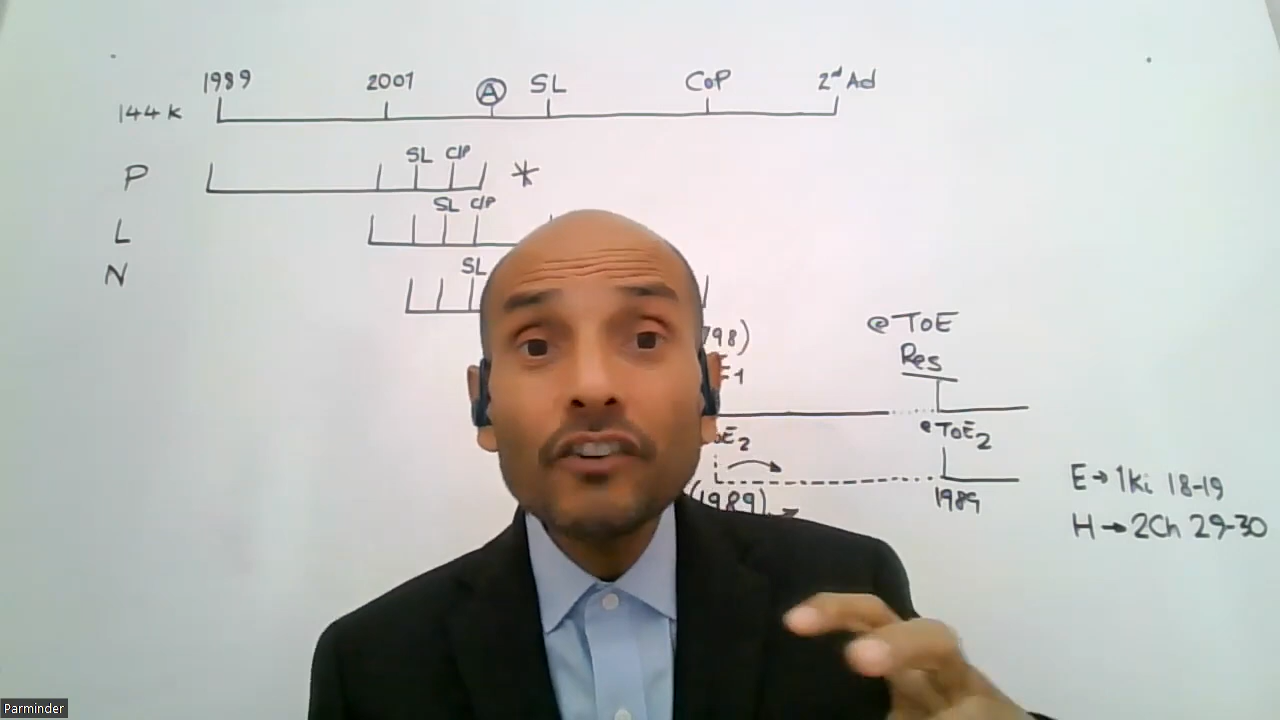 1989 2001 A SL CoP 2nd Ad
144 k
P SL C/P *
L SL C/P
N SL
798)
@ToE
Res
@ToE2
(1989)
1989
E→1Ki 18-19
H→2Ch 29-30
Parminder